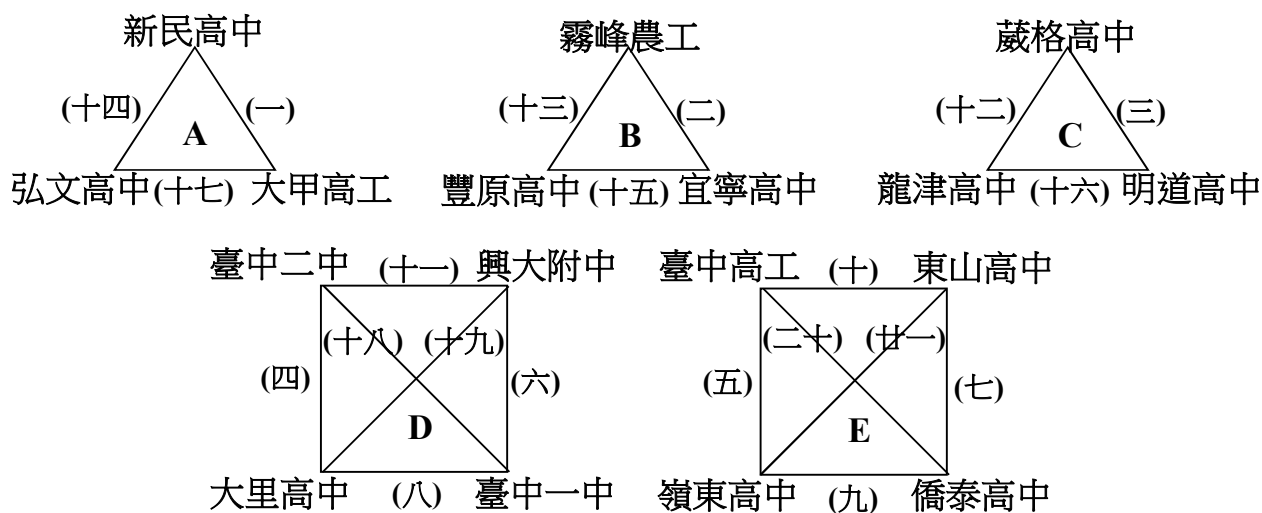 新民高中 霧峰農工 葳格高中
(十四) (一) (十三) (二) (十二) (三)
A B C
弘文高中 (十七) 大甲高工 豐原高中 (十五) 宜寧高中 龍津高中 (十六) 明道高中
臺中二中 (十一) 興大附中 臺中高工 (十) 東山高中
(十八) (十九) (二十) (廿一)
(四) (六) (五) (七)
D E
大里高中 (八) 臺中一中 嶺東高中 (九) 僑泰高中